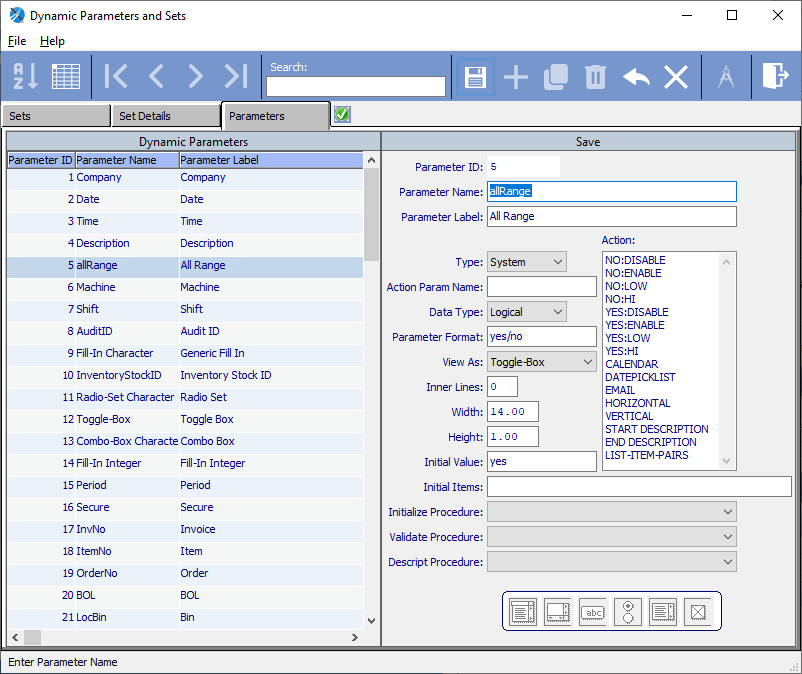 Dynamic Parameters and Sets
File Help
Search:
Sets Set Details Parameters
Dynamic Parameters
Parameter ID Parameter Name Parameter Label
1 Company Company
2 Date Date
3 Time Time
4 Description Description
5 allRange All Range
6 Machine Machine
7 Shift Shift
8 AuditID Audit ID
9 Fill-In Character Generic Fill In
10 InventoryStockID Inventory Stock ID
11 Radio-Set Character Radio Set
12 Toggle-Box Toggle Box
13 Combo-Box Characte Combo Box
14 Fill-In Integer Fill-In Integer
15 Period Period
16 Secure Secure
17 InvNo Invoice
18 ItemNo Item
19 OrderNo Order
20 BOL BOL
21 LocBin Bin
Save
Parameter ID: 5
Parameter Name: allRange
Parameter Label: All Range
Type: System
Action Param Name:
Data Type: Logical
Parameter Format: yes/no
View As: Toggle-Box
Inner Lines: 0
Width: 14.00
Height: 1.00
Initial Value: yes
Action:
NO:DISABLE
NO:ENABLE
NO:LOW
NO:HI
YES:DISABLE
YES:ENABLE
YES:LOW
YES:HI
CALENDAR
DATEPICKLIST
EMAIL
HORIZONTAL
VERTICAL
START DESCRIPTION
END DESCRIPTION
LIST-ITEM-PAIRS
Initial Items:
Initialize Procedure:
Validate Procedure:
Descript Procedure:
abc
Enter Parameter Name